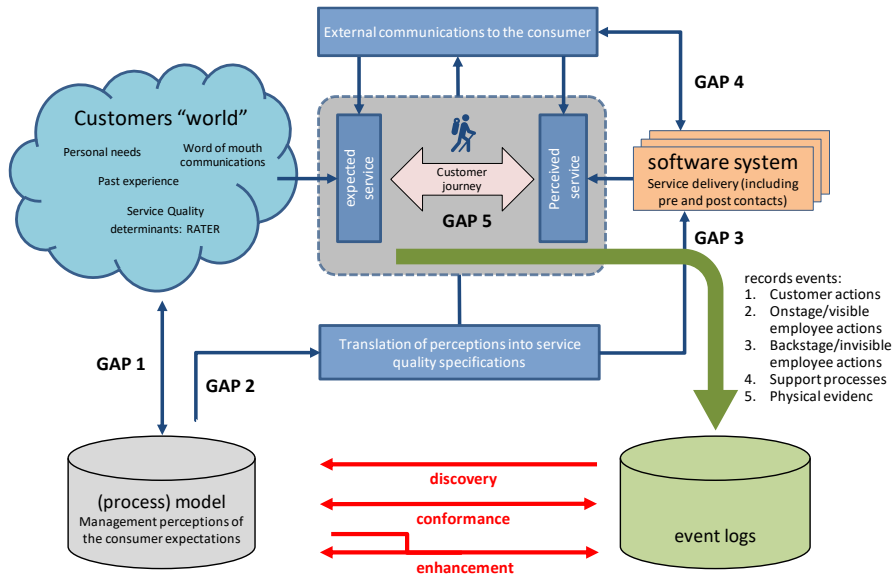 External communications to the consumer
GAP 4
Customers “world”
Personal needs
Word of mouth
communications
Past experience
Service Quality
determinants: RATER
expected
service
Customer
journey
GAP 5
Perceived
service
software system
Service delivery (including
pre and post contacts)
GAP 3
records events:
1. Customer actions
2. Onstage/visible
employee actions
3. Backstage/invisible
employee actions
4. Support processes
5. Physical evidenc
GAP 1
GAP 2
Translation of perceptions into service
quality specifications
(process) model
Management perceptions of
the consumer expectations
discovery
conformance
enhancement
event logs